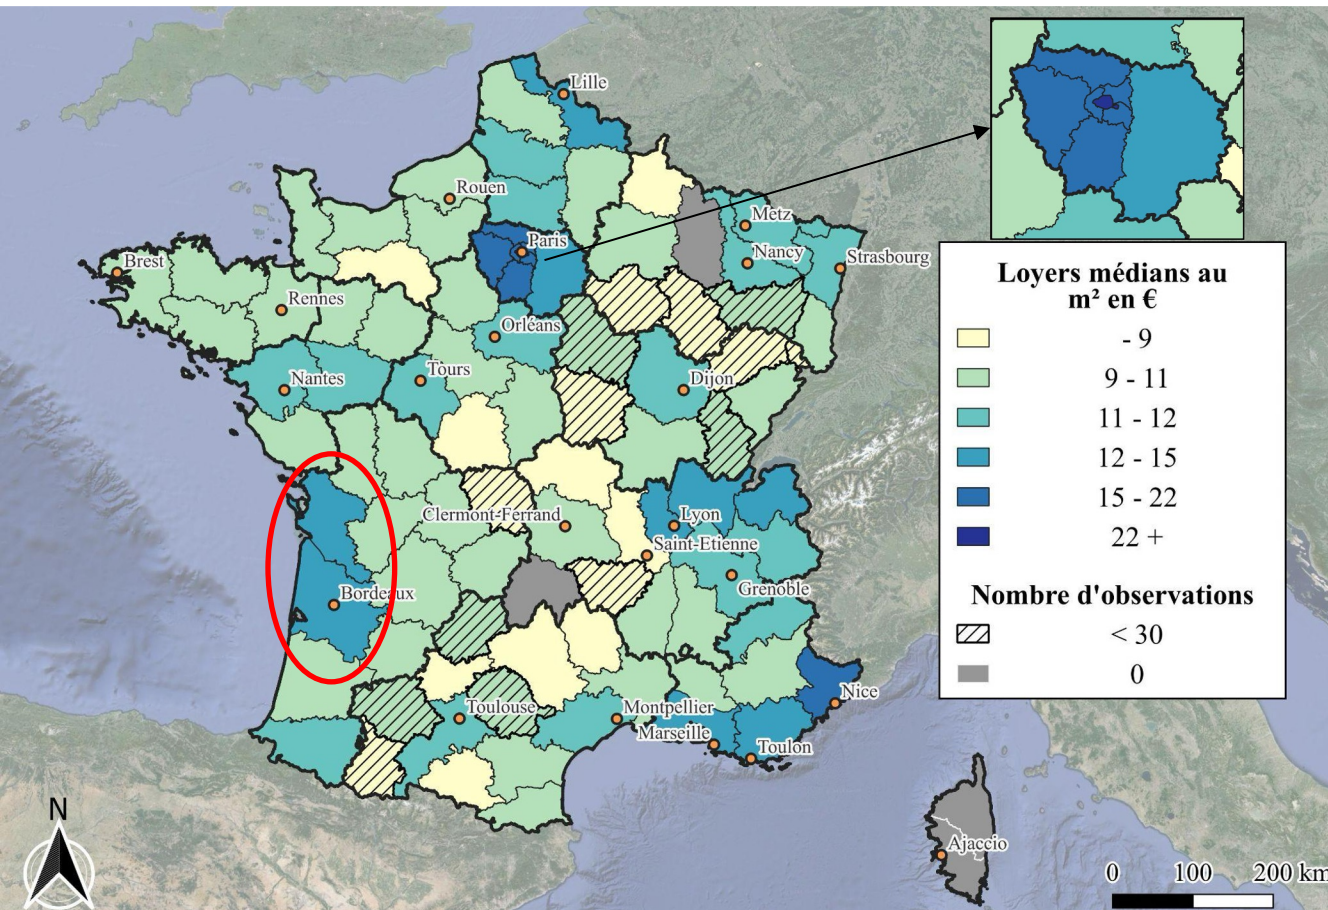 Lille
Rouen
Metz
Paris
Nancy
Strasbourg
Brest
Rennes
Orléans
Nantes
Tours
Dijon
Clermont-Ferrand
Lyon
Saint-Etienne
Grenoble
Bordeaux
Nice
Toulouse
Montpellier
Marseille
Toulon
Ajaccio
N
Loyers médians au
m² en €
- 9
9 - 11
11 - 12
12 - 15
15 - 22
22 +
Nombre d'observations
< 30
0
0 100 200 km